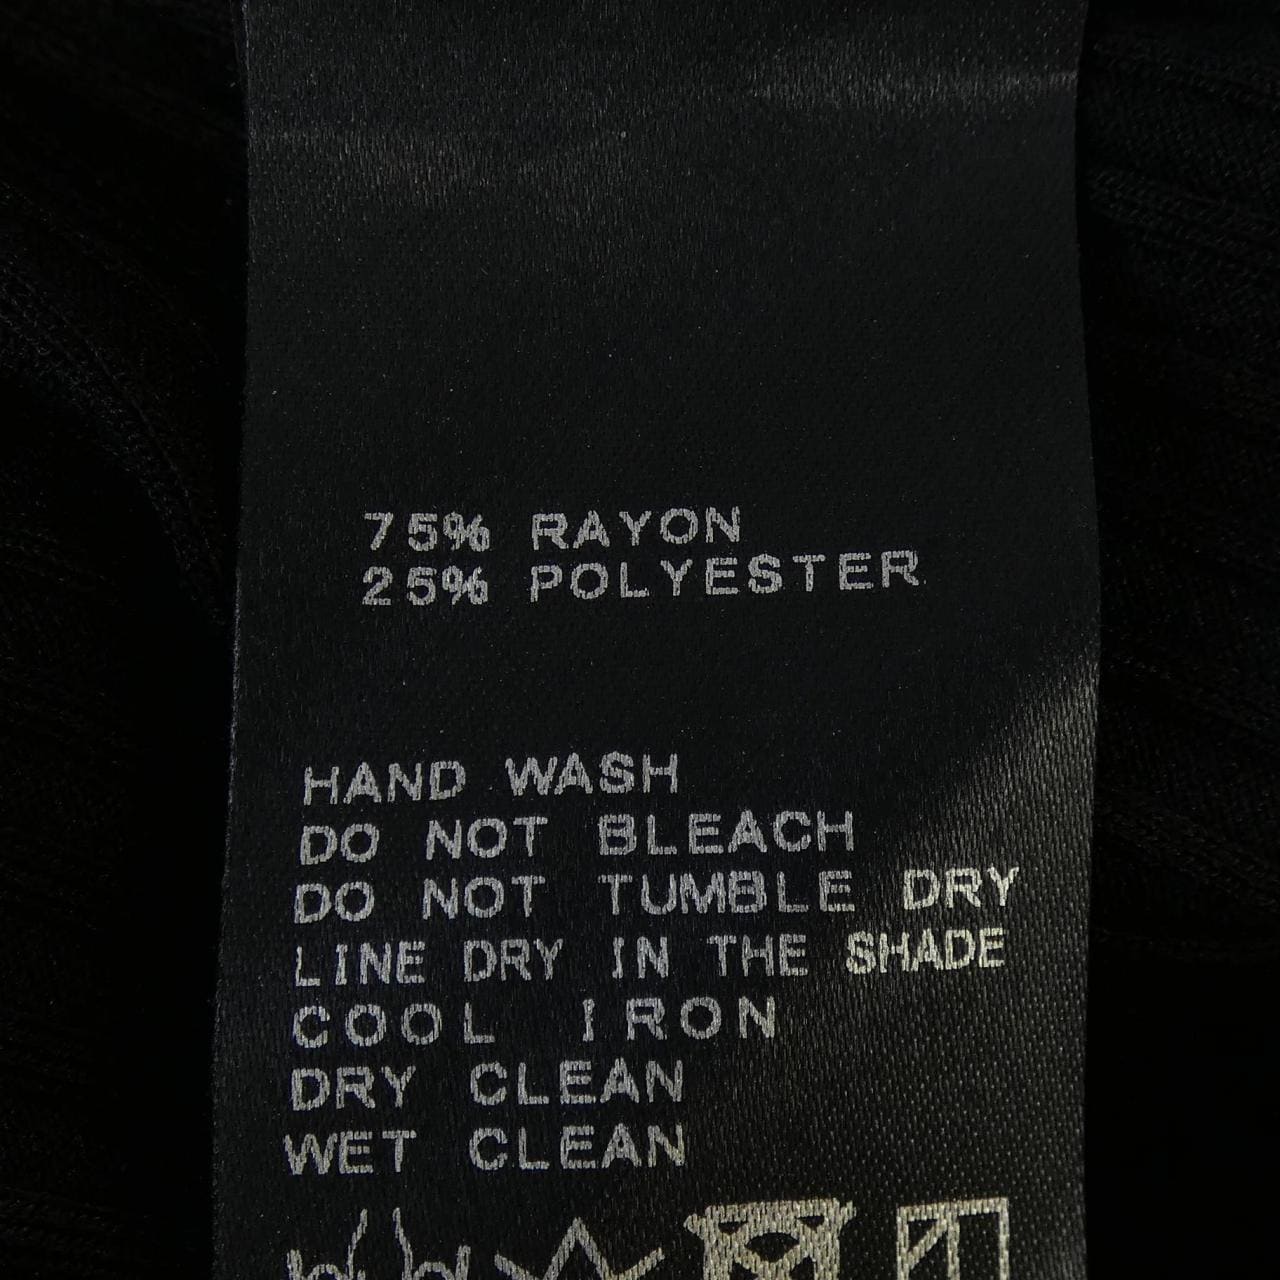 75% RAYON
25% POLYESTER
HAND WASH
DO NOT BLEACH
DO NOT TUMBLE DRY
LINE DRY IN THE SHADE
COOL IRON
DRY CLEAN
WET CLEAN